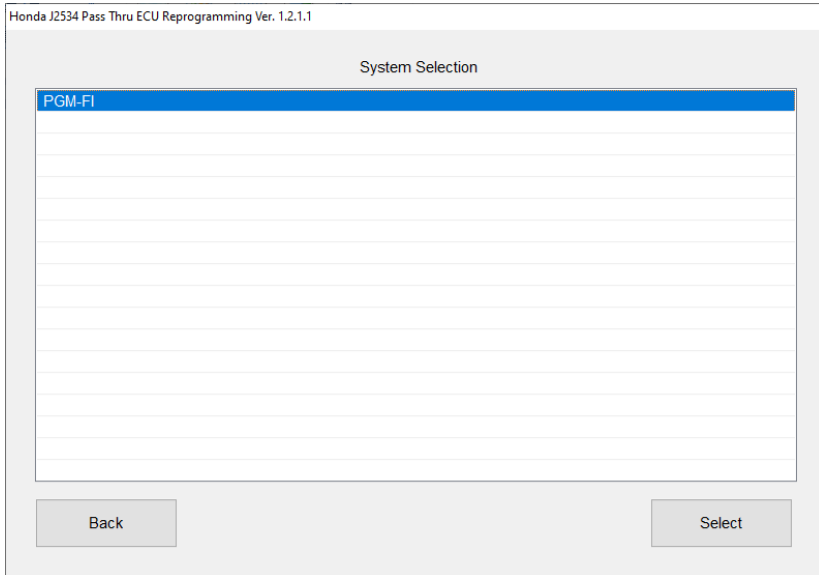 Honda J2534 Pass Thru ECU Reprogramming Ver. 1.2.1.1
System Selection
PGM-FI
Back
Select